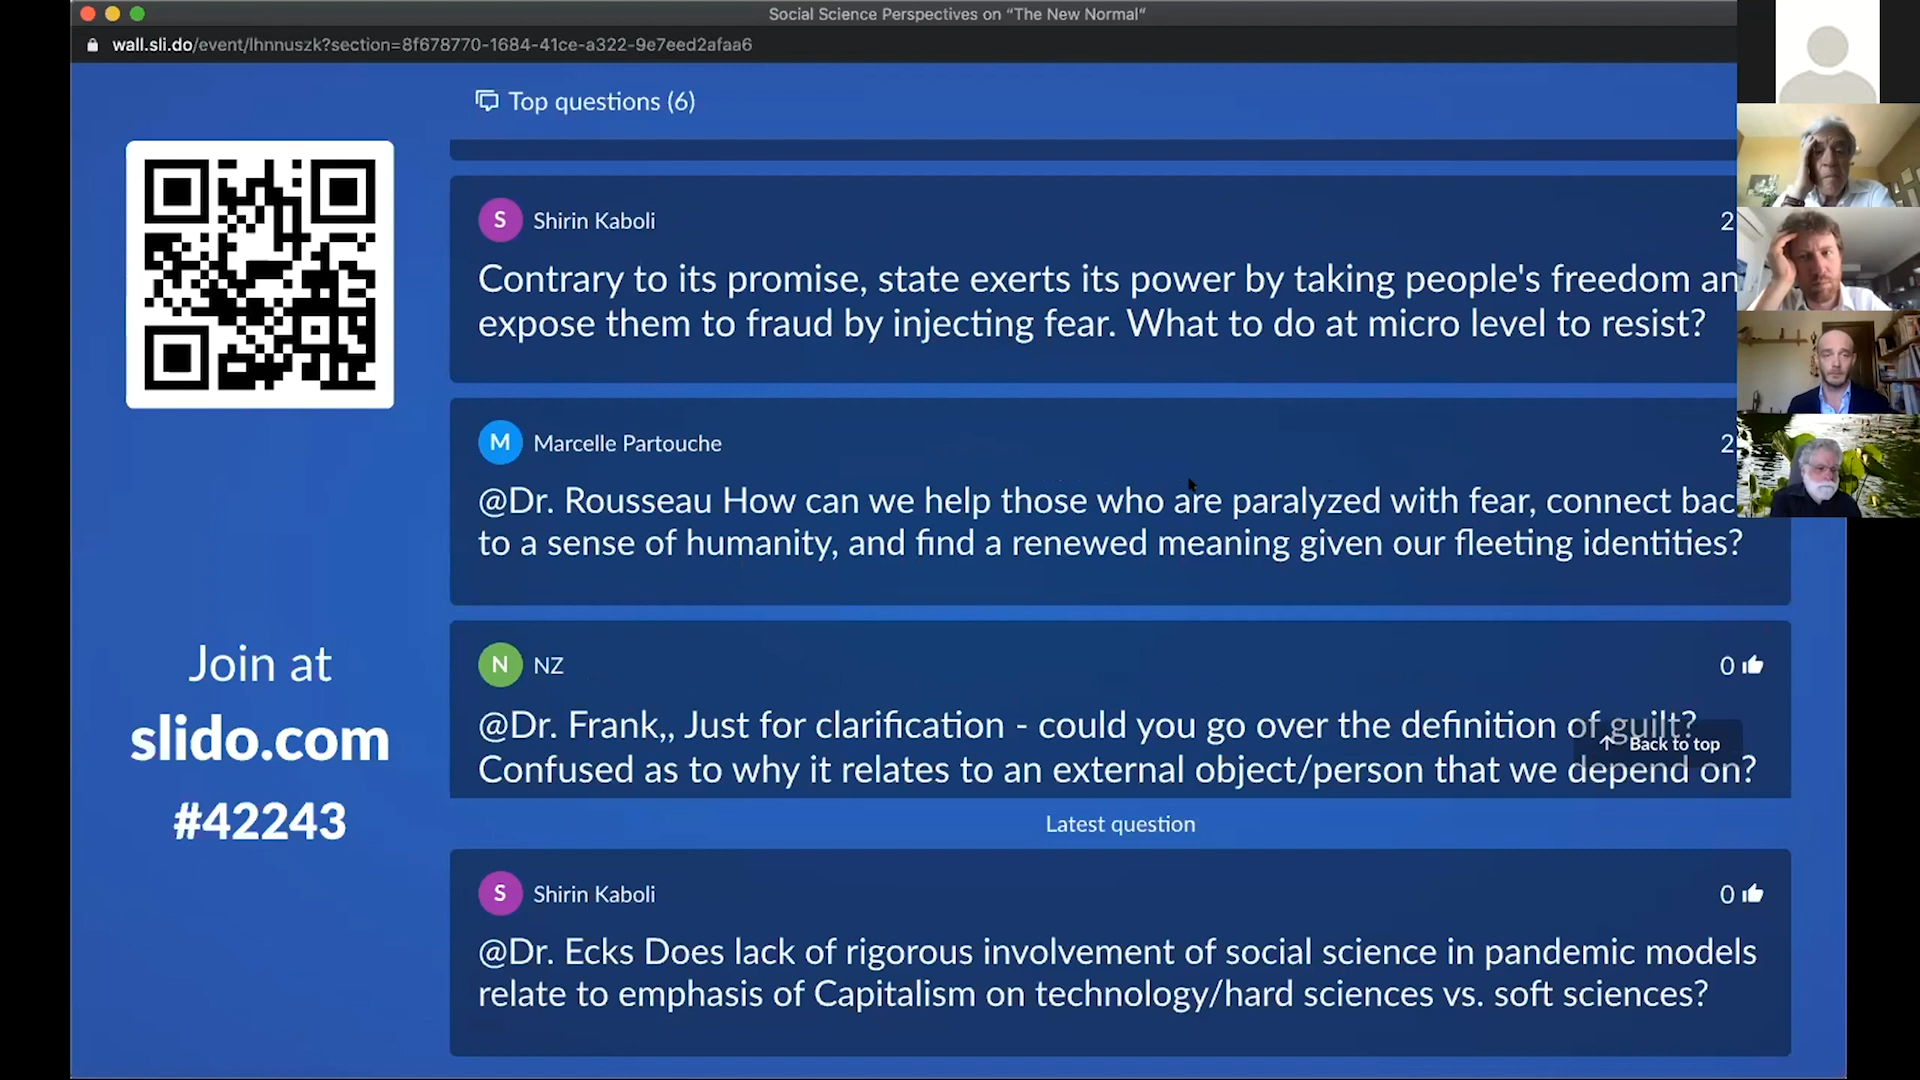 Social Science Perspectives on “The New Normal“
wall.sli.do/event/lhnnuszk?section=8f678770-1684-41ce-a322-9e7eed2afaa6
Top questions (6)
S Shirin Kaboli 2
Contrary to its promise, state exerts its power by taking people's freedom an
expose them to fraud by injecting fear. What to do at micro level to resist?
M Marcelle Partouche 2
@Dr. Rousseau How can we help those who are paralyzed with fear, connect bac
to a sense of humanity, and find a renewed meaning given our fleeting identities?
Join at
slido.com
#42243
N NZ 0
@Dr. Frank,, Just for clarification - could you go over the definition of guilt?
↑ Back to top
Confused as to why it relates to an external object/person that we depend on?
Latest question
S Shirin Kaboli 0
@Dr. Ecks Does lack of rigorous involvement of social science in pandemic models
relate to emphasis of Capitalism on technology/hard sciences vs. soft sciences?